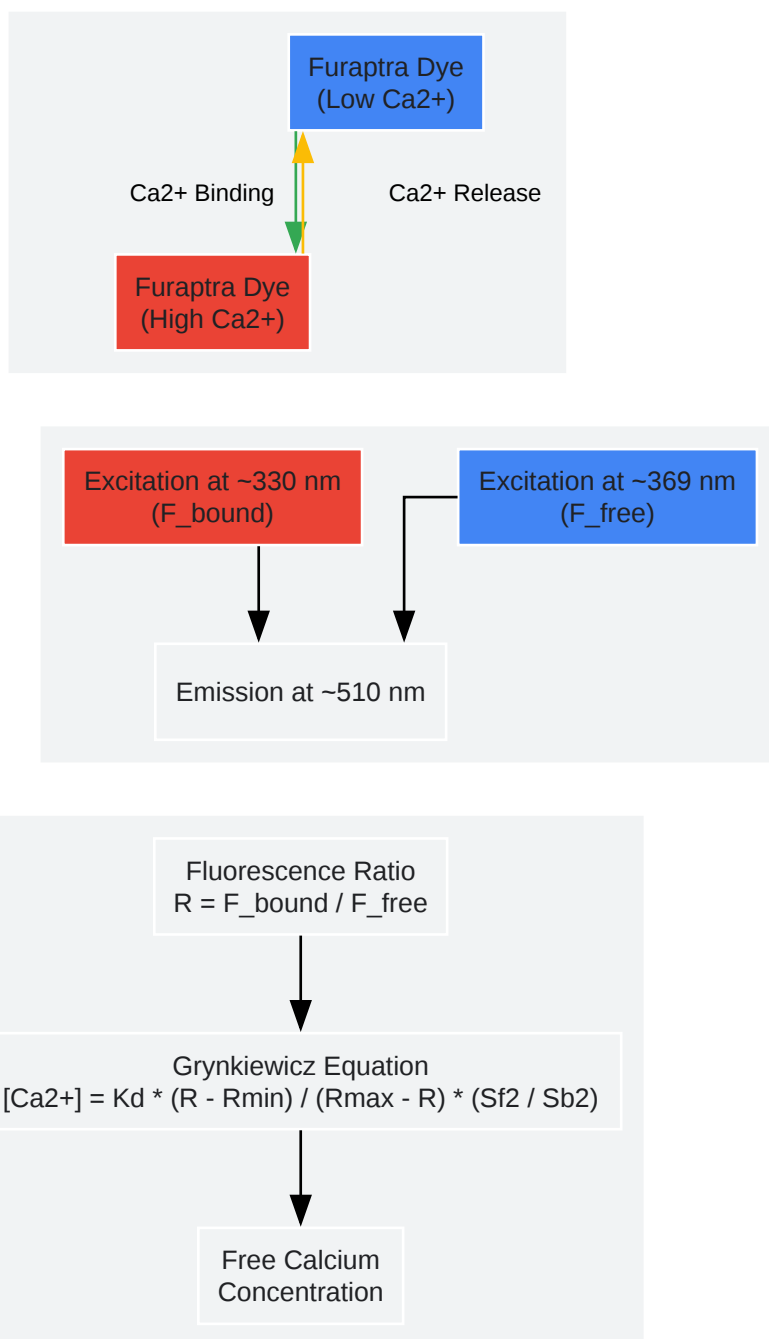 Furaptra Dye
(Low Ca2+)
Ca2+ Binding
Ca2+ Release
Furaptra Dye
(High Ca2+)
Excitation at ~330 nm
(F_bound)
Excitation at ~369 nm
(F_free)
Emission at ~510 nm
Fluorescence Ratio
R = F_bound / F_free
Grynkiewicz Equation
[Ca2+] = Kd * (R - Rmin) / (Rmax - R) * (Sf2 / Sb2)
Free Calcium
Concentration